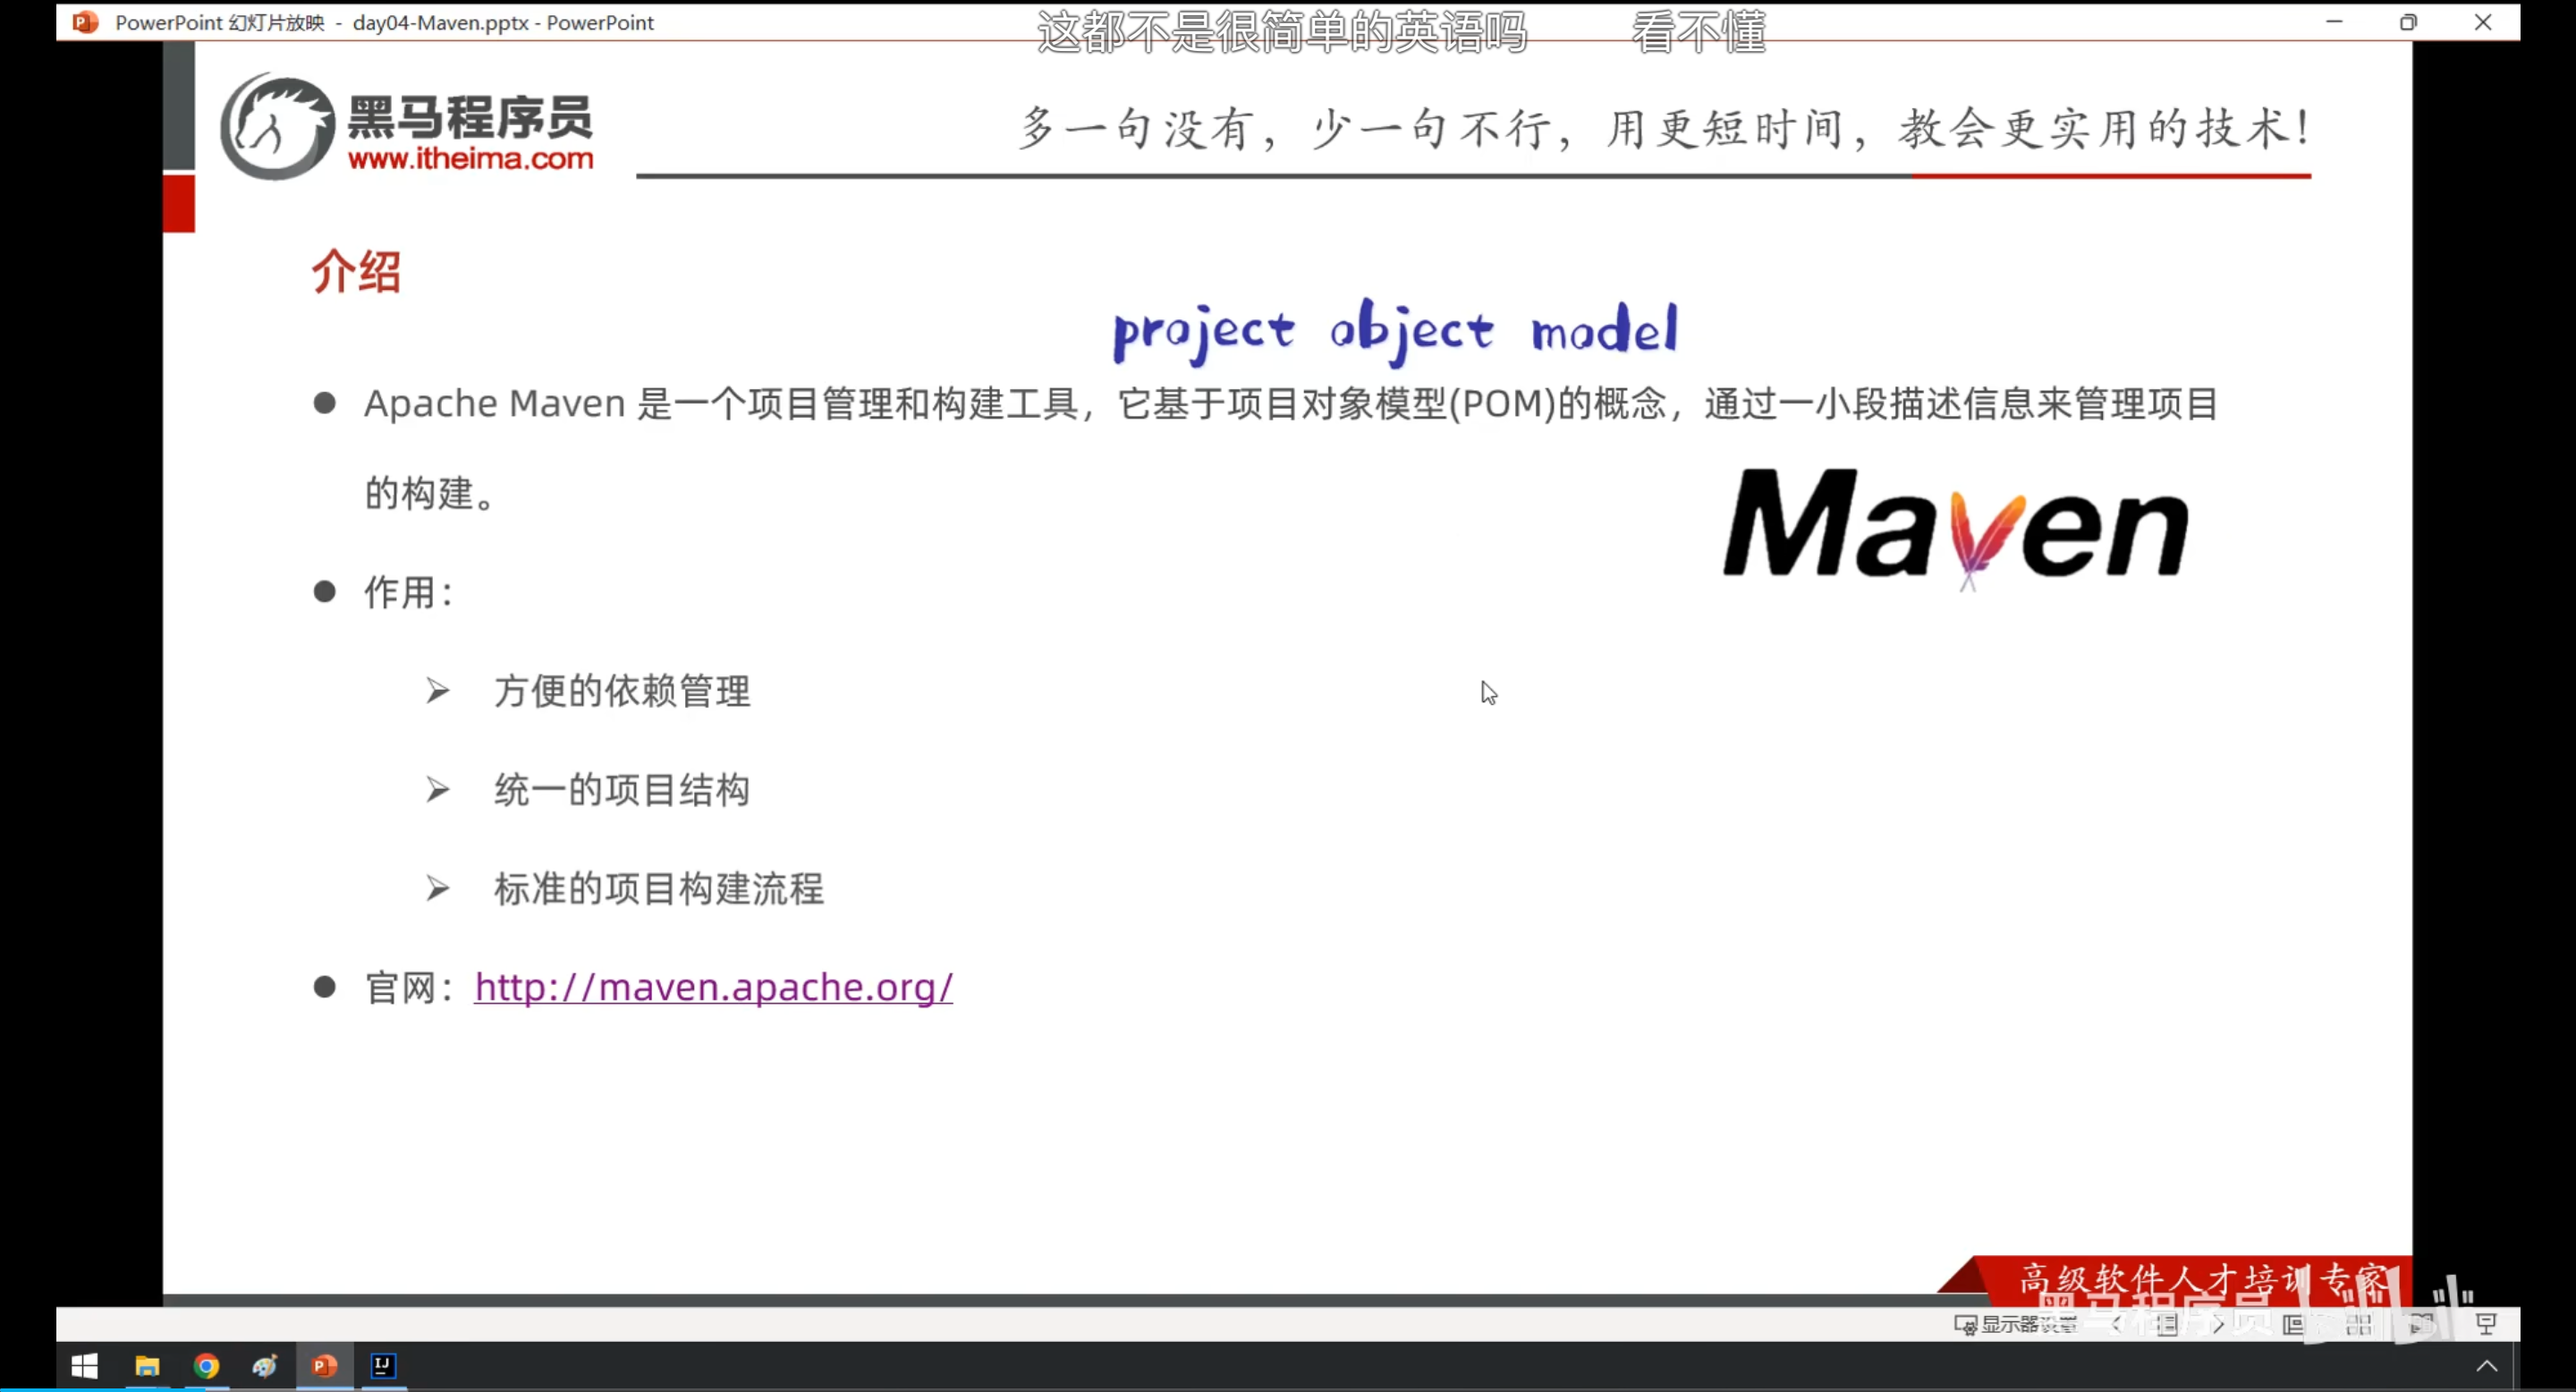 PowerPoint 幻灯片放映 - day04-Maven.pptx - PowerPoint
这都不是很简单的英语吗 看不懂
黑马程序员
www.itheima.com
多一句没有，少一句不行，用更短时间，教会更实用的技术！
介绍
project object model
Apache Maven 是一个项目管理和构建工具，它基于项目对象模型(POM)的概念，通过一小段描述信息来管理项目
的构建。
Maven
作用：
方便的依赖管理
统一的项目结构
标准的项目构建流程
官网：http://maven.apache.org/
高级软件人才培训专家
黑马程序员 bilibili
显示器设置